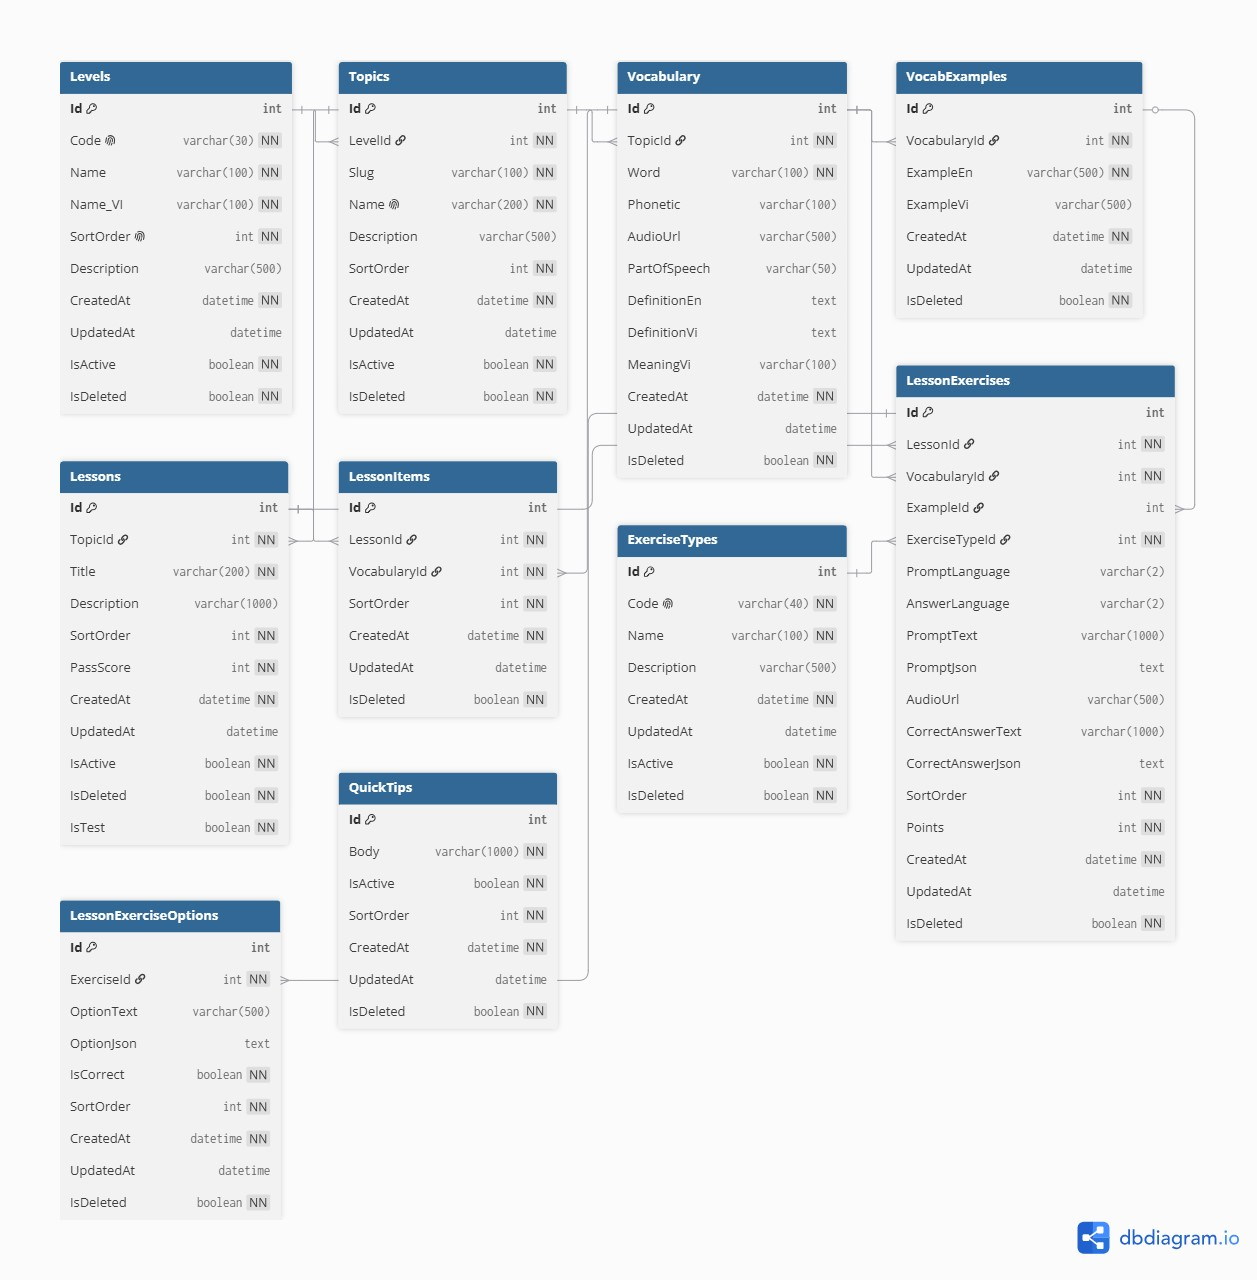 Levels
Id int
Code varchar(30) NN
Name varchar(100) NN
Name_VI varchar(100) NN
SortOrder int NN
Description varchar(500)
CreatedAt datetime NN
UpdatedAt datetime
IsActive boolean NN
IsDeleted boolean NN
Topics
Id int
LevelId int NN
Slug varchar(100) NN
Name varchar(200) NN
Description varchar(500)
SortOrder int NN
CreatedAt datetime NN
UpdatedAt datetime
IsActive boolean NN
IsDeleted boolean NN
Vocabulary
Id int
TopicId int NN
Word varchar(100) NN
Phonetic varchar(100)
AudioUrl varchar(500)
PartOfSpeech varchar(50)
DefinitionEn text
DefinitionVi text
MeaningVi varchar(100)
CreatedAt datetime NN
UpdatedAt datetime
IsDeleted boolean NN
VocabExamples
Id int
VocabularyId int NN
ExampleEn varchar(500) NN
ExampleVi varchar(500)
CreatedAt datetime NN
UpdatedAt datetime
IsDeleted boolean NN
LessonExercises
Id int
LessonId int NN
VocabularyId int NN
ExampleId int
ExerciseTypeId int NN
PromptLanguage varchar(2)
AnswerLanguage varchar(2)
PromptText varchar(1000)
PromptJson text
AudioUrl varchar(500)
CorrectAnswerText varchar(1000)
CorrectAnswerJson text
SortOrder int NN
Points int NN
CreatedAt datetime NN
UpdatedAt datetime
IsDeleted boolean NN
Lessons
Id int
TopicId int NN
Title varchar(200) NN
Description varchar(1000)
SortOrder int NN
PassScore int NN
CreatedAt datetime NN
UpdatedAt datetime
IsActive boolean NN
IsDeleted boolean NN
IsTest boolean NN
LessonItems
Id int
LessonId int NN
VocabularyId int NN
SortOrder int NN
CreatedAt datetime NN
UpdatedAt datetime
IsDeleted boolean NN
ExerciseTypes
Id int
Code varchar(40) NN
Name varchar(100) NN
Description varchar(500)
CreatedAt datetime NN
UpdatedAt datetime
IsActive boolean NN
IsDeleted boolean NN
QuickTips
Id int
Body varchar(1000) NN
IsActive boolean NN
SortOrder int NN
CreatedAt datetime NN
UpdatedAt datetime
IsDeleted boolean NN
LessonExerciseOptions
Id int
ExerciseId int NN
OptionText varchar(500)
OptionJson text
IsCorrect boolean NN
SortOrder int NN
CreatedAt datetime NN
UpdatedAt datetime
IsDeleted boolean NN
dbdiagram.io